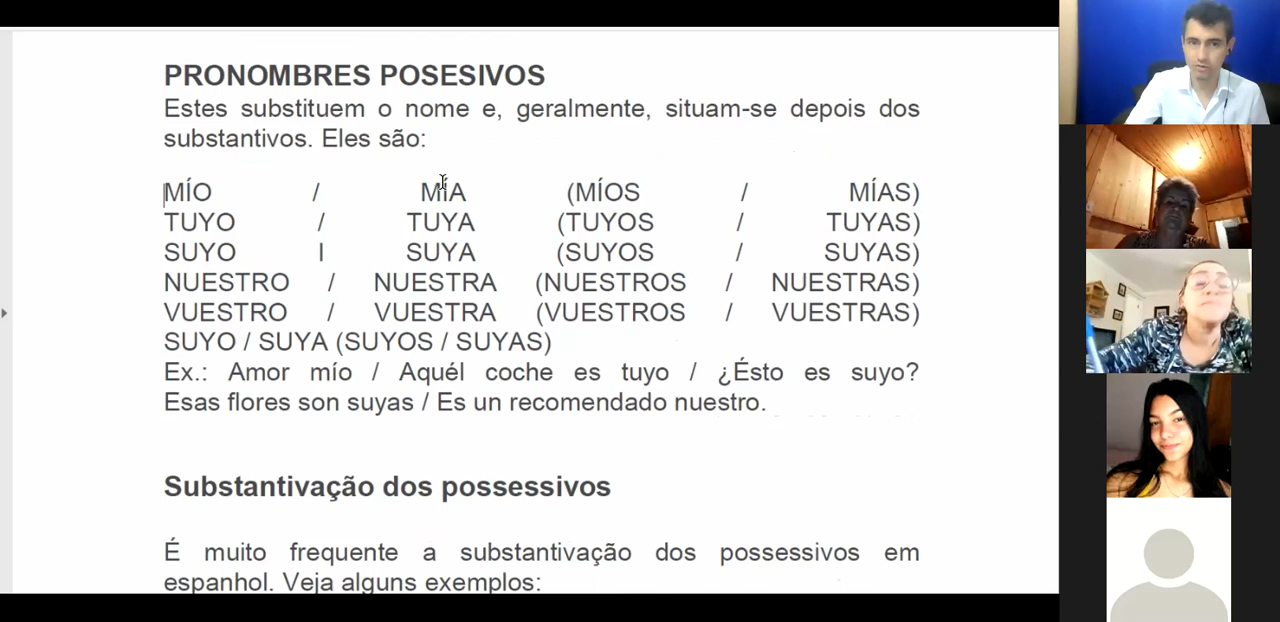 PRONOMBRES POSESIVOS
Estes substituem o nome e, geralmente, situam-se depois dos
substantivos. Eles são:
MÍO / MÍA (MÍOS / MÍAS)
TUYO / TUYA (TUYOS / TUYAS)
SUYO I SUYA (SUYOS / SUYAS)
NUESTRO / NUESTRA (NUESTROS / NUESTRAS)
VUESTRO / VUESTRA (VUESTROS / VUESTRAS)
SUYO / SUYA (SUYOS / SUYAS)
Ex.: Amor mío / Aquél coche es tuyo / ¿Ésto es suyo?
Esas flores son suyas / Es un recomendado nuestro.
Substantivação dos possessivos
É muito frequente a substantivação dos possessivos em
espanhol. Veja alguns exemplos: